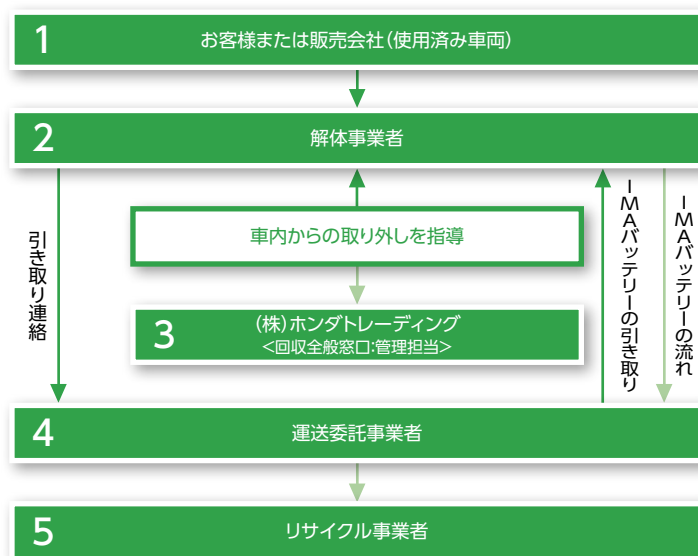 1 お客様または販売会社(使用済み車両)
2 解体事業者
引き取り連絡
車内からの取り外しを指導
3 (株)ホンダトレーディング
<回収全般窓口:管理担当>
IMAバッテリーの引き取り
IMAバッテリーの流れ
4 運送委託事業者
5 リサイクル事業者